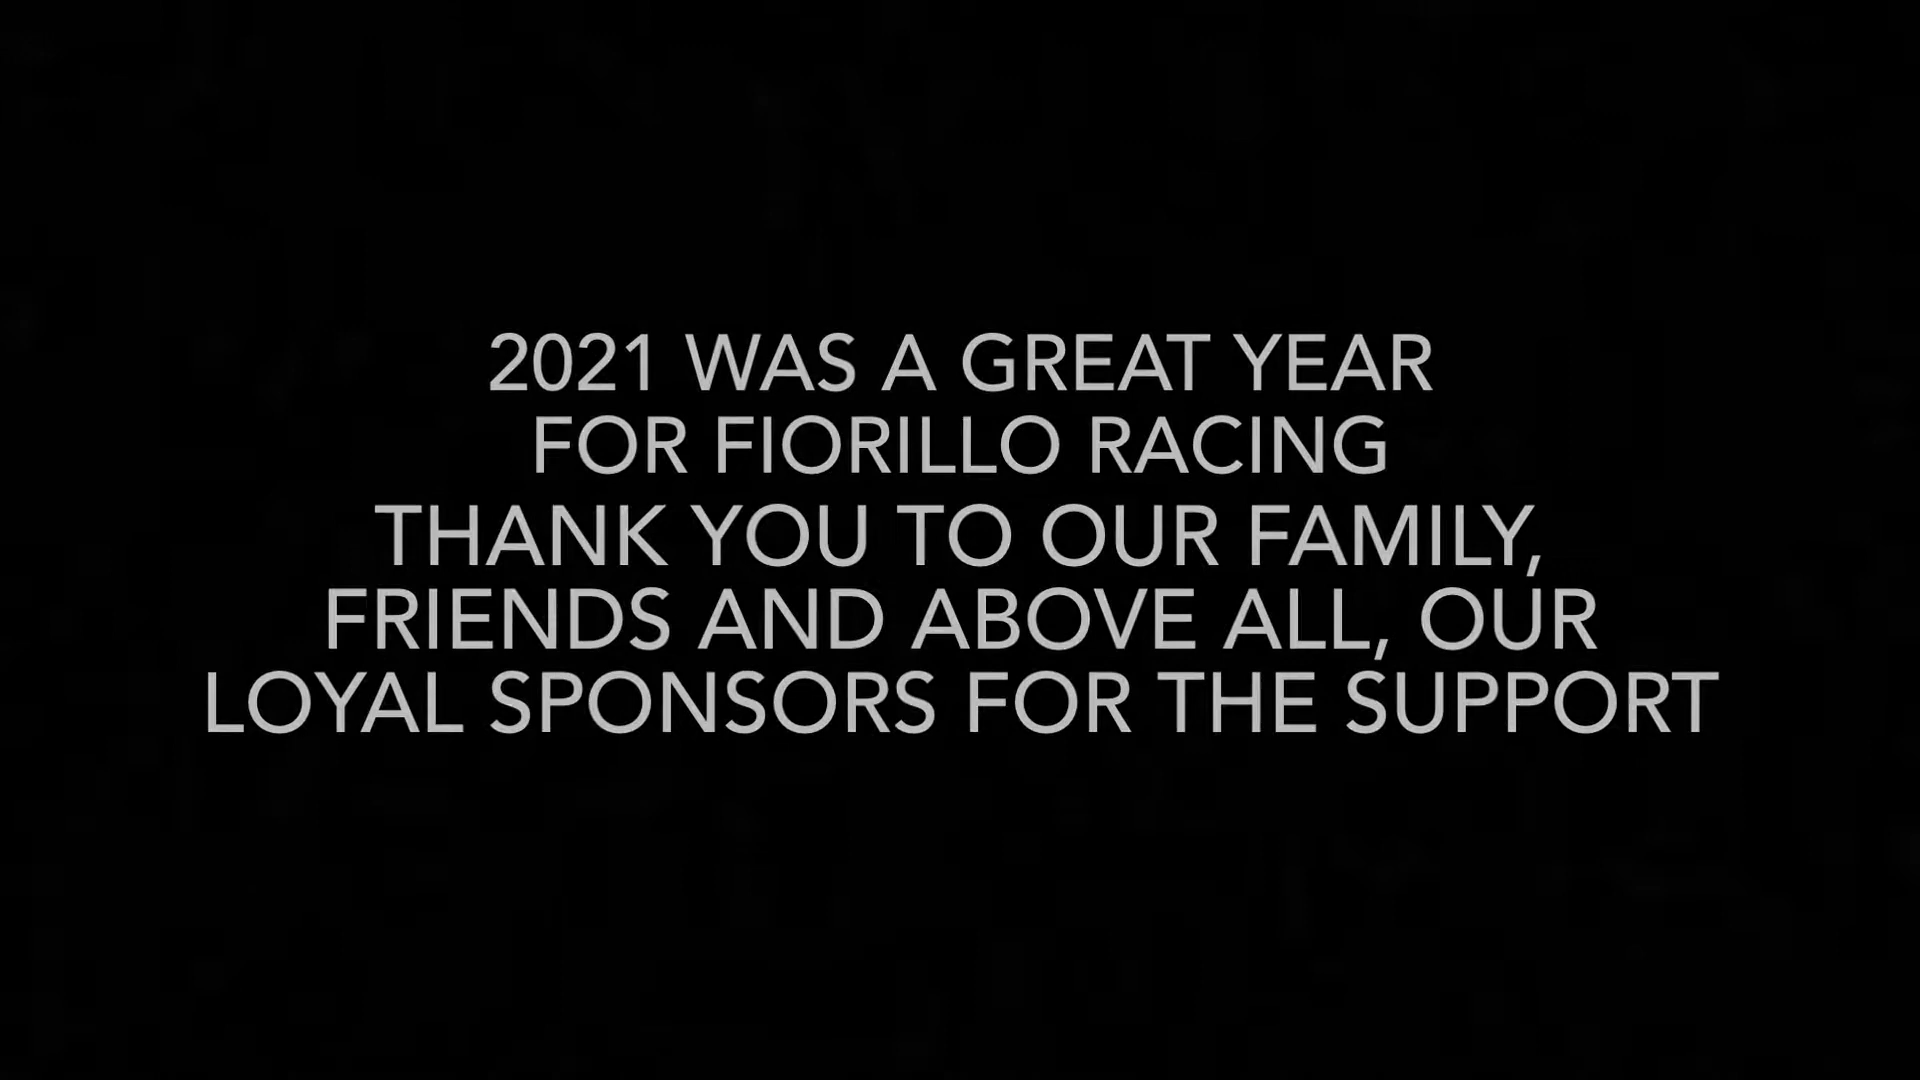 2021 WAS A GREAT YEAR
FOR FIORILLO RACING
THANK YOU TO OUR FAMILY,
FRIENDS AND ABOVE ALL, OUR
LOYAL SPONSORS FOR THE SUPPORT